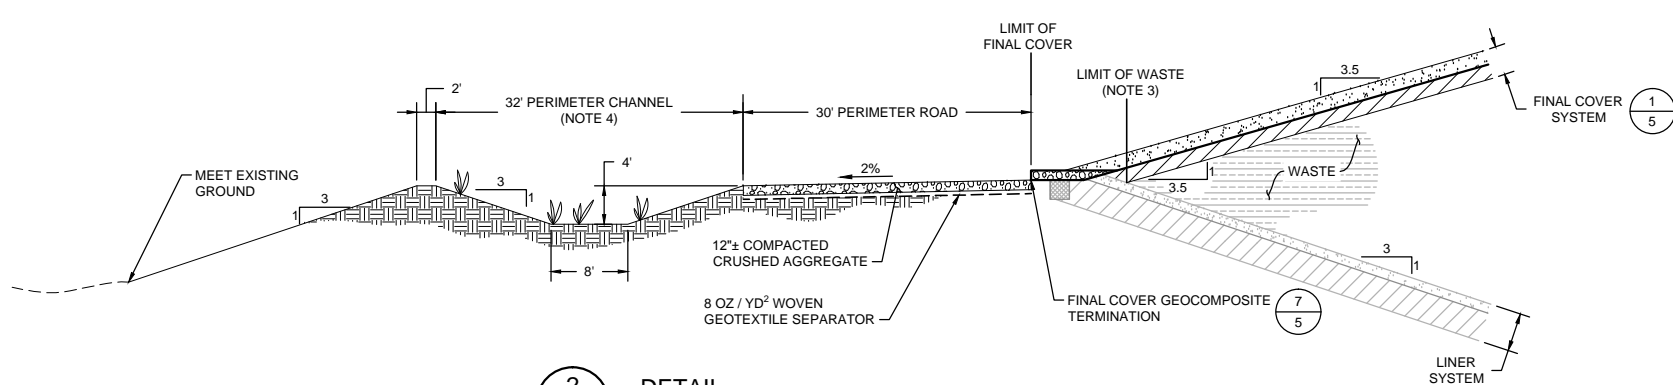 LIMIT OF
FINAL COVER
LIMIT OF WASTE
(NOTE 3)
3.5
1
FINAL COVER
SYSTEM
1
5
2'
32' PERIMETER CHANNEL
(NOTE 4)
30' PERIMETER ROAD
4'
2%
WASTE
1
3.5
MEET EXISTING
GROUND
3
1
3
1
8'
12"± COMPACTED
CRUSHED AGGREGATE
8 OZ / YD² WOVEN
GEOTEXTILE SEPARATOR
FINAL COVER GEOCOMPOSITE
TERMINATION
7
5
3
1
LINER
SYSTEM
2
DETAIL